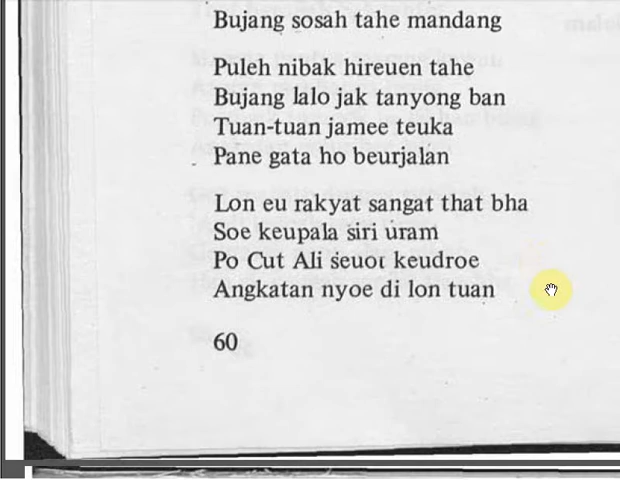 Bujang sosah tahe mandang
Puleh nibak hireuen tahe
Bujang lalo jak tanyong ban
Tuan-tuan jamee teuka
Pane gata ho beurjalan
Lon eu rakyat sangat that bha
Soe keupala siri uram
Po Cut Ali seuot keudroe
Angkatan nyoe di lon tuan
60